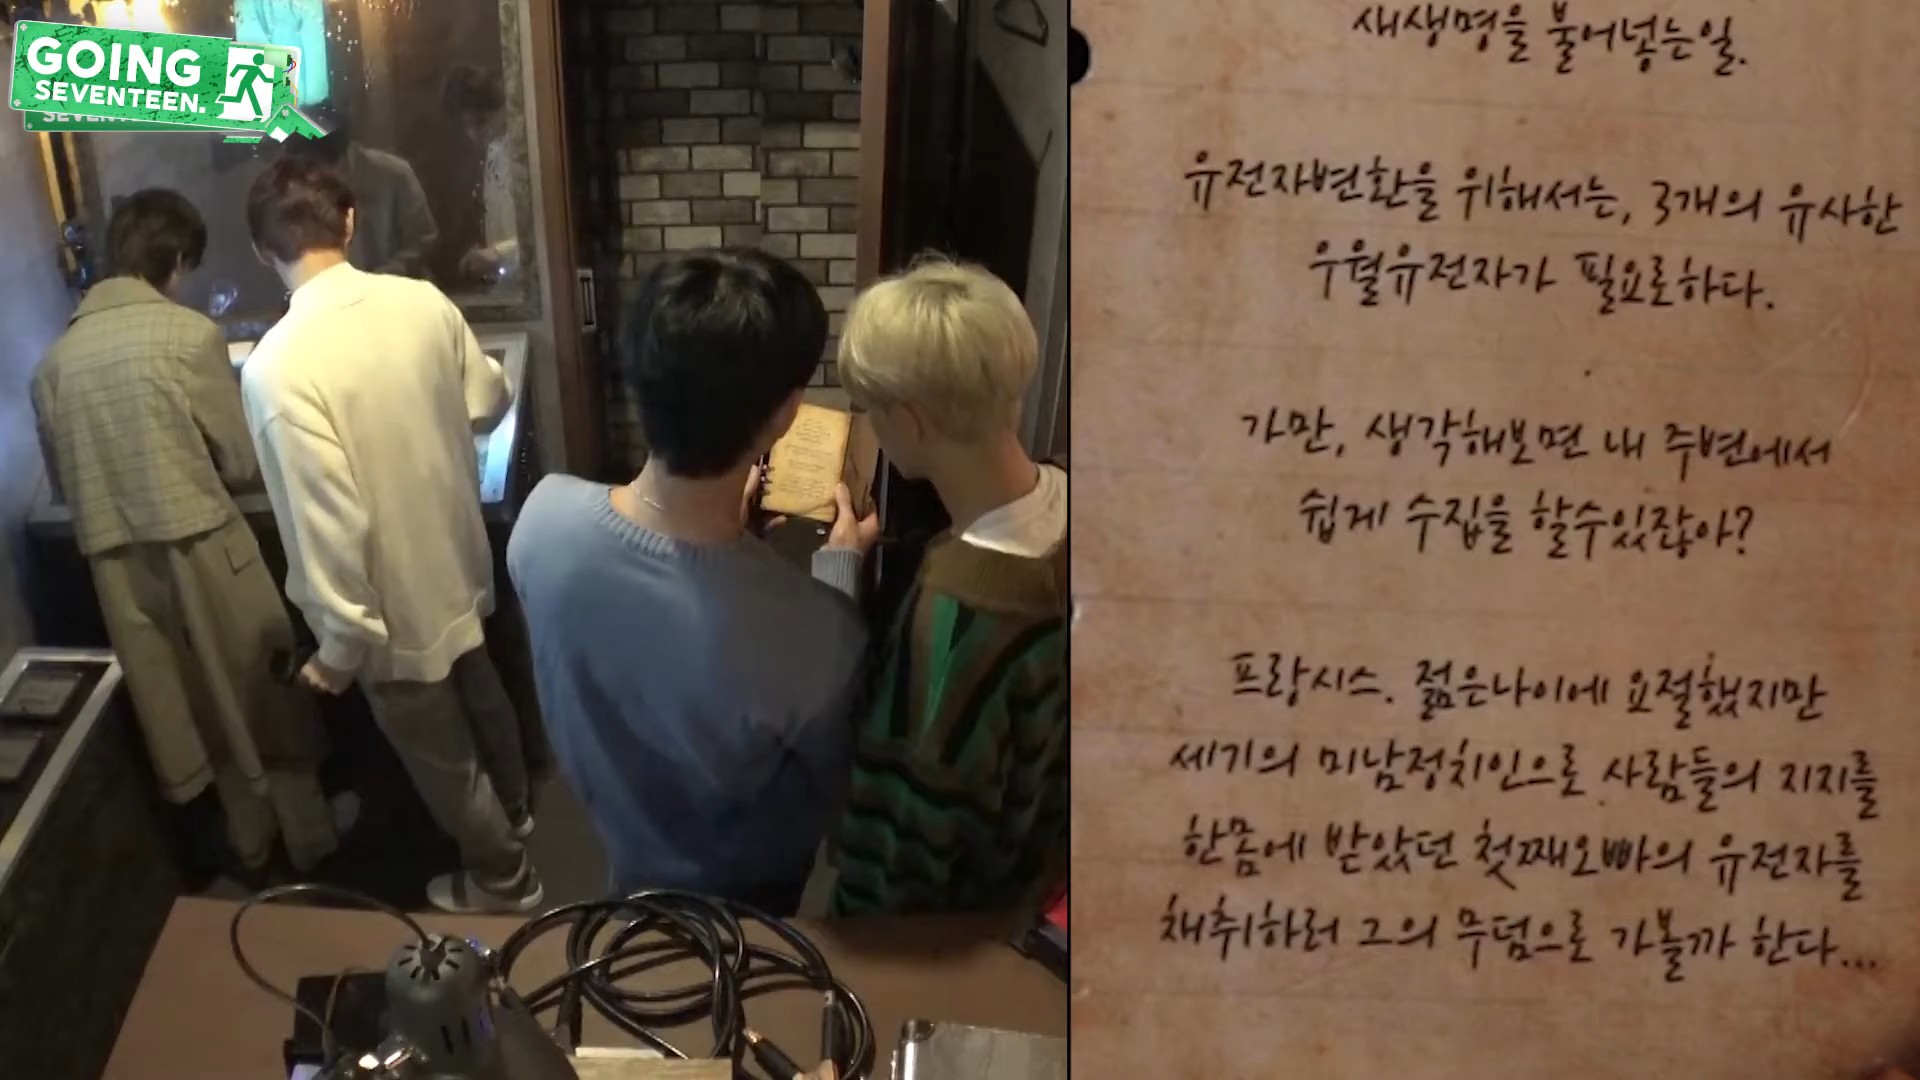 GOING
SEVENTEEN.
새생명을 불어넣는일.
유전자변환을 위해서는, 3개의 유사한
우월유전자가 필요로하다.
가만, 생각해보면 내 주변에서
쉽게 수집을 할수있잖아?
프랑시스. 젊은나이에 요절했지만
세기의 미남정치인으로 사람들의 지지를
한몸에 받았던 첫째오빠의 유전자를
채취하러 그의 무덤으로 가볼까 한다...